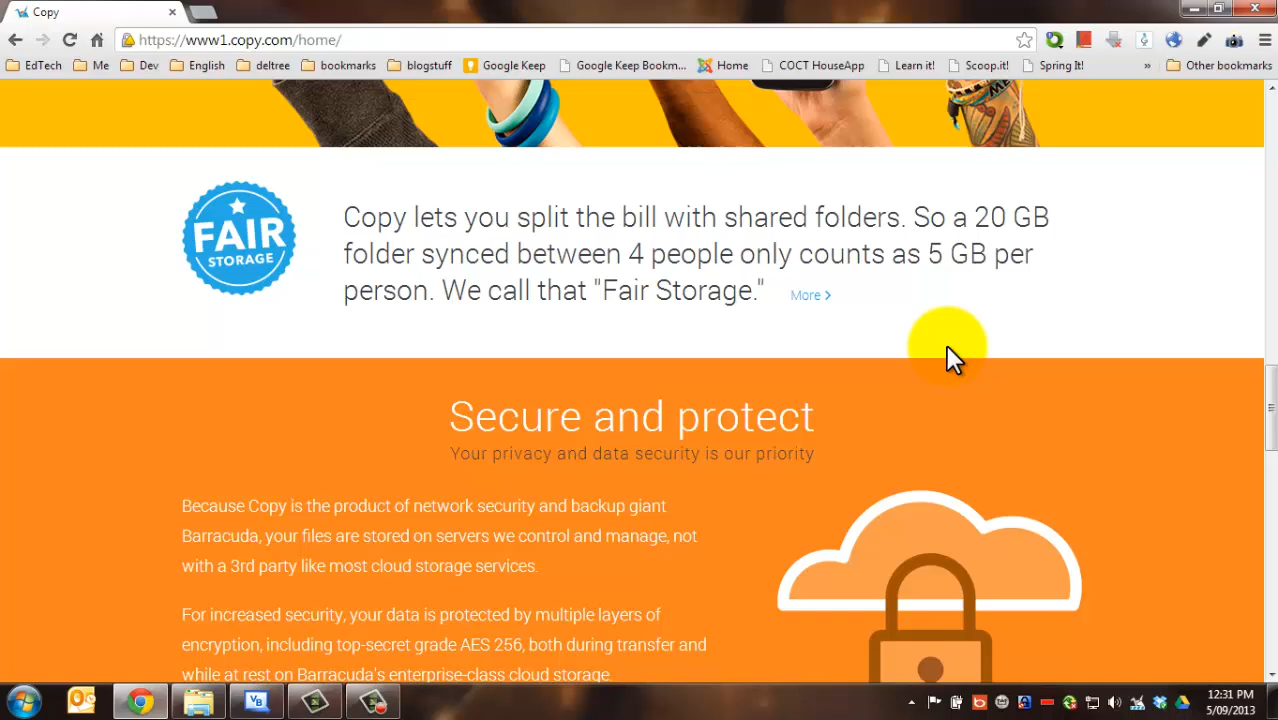 Copy
https://www1.copy.com/home/
EdTech Me Dev English deltree bookmarks blogstuff Google Keep Google Keep Bookm... Home COCT HouseApp Learn it! Scoop.it! Spring It! » Other bookmarks
ME
FAIR
STORAGE
Copy lets you split the bill with shared folders. So a 20 GB
folder synced between 4 people only counts as 5 GB per
person. We call that "Fair Storage." More >
Secure and protect
Your privacy and data security is our priority
Because Copy is the product of network security and backup giant
Barracuda, your files are stored on servers we control and manage, not
with a 3rd party like most cloud storage services.
For increased security, your data is protected by multiple layers of
encryption, including top-secret grade AES 256, both during transfer and
while at rest on Barracuda's enterprise-class cloud storage.
12:31 PM
5/09/2013